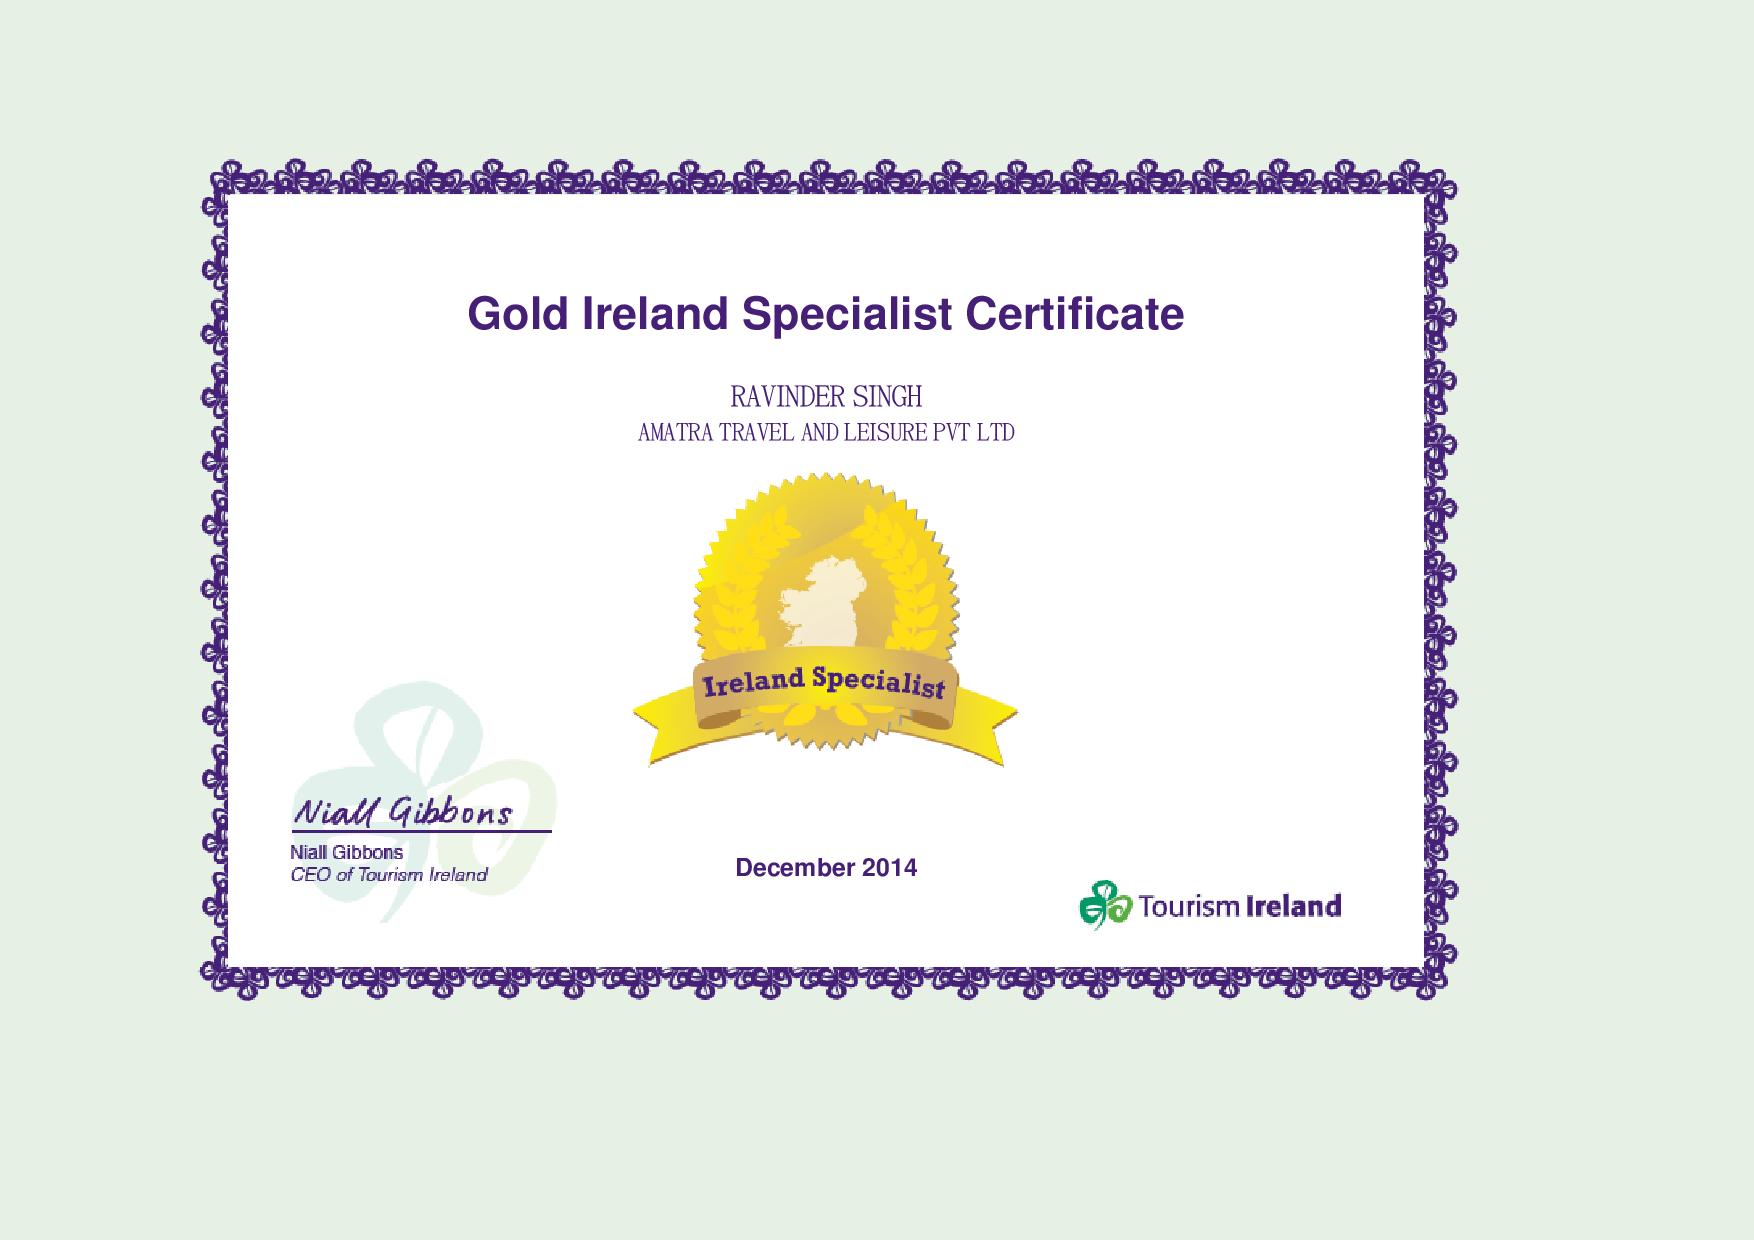 Gold Ireland Specialist Certificate
RAVINDER SINGH
AMATRA TRAVEL AND LEISURE PVT LTD
Ireland Specialist
Niall Gibbons
Niall Gibbons
CEO of Tourism Ireland
December 2014
Tourism Ireland